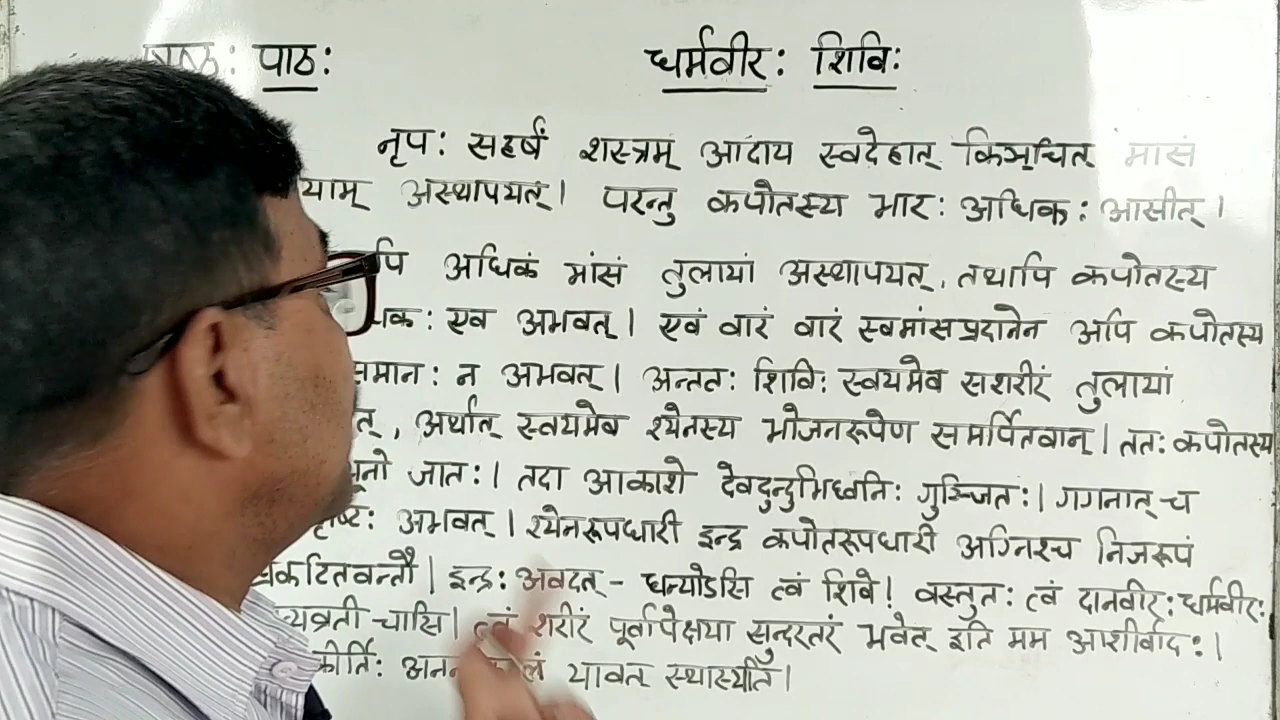 पाठः धर्मवीरः शिविः
नृपः सहर्षं शस्त्रम् आदाय स्वदेहात् किञ्चित् मासं
याम् अस्थापयत्। परन्तु कपोतस्य भारः अधिकः आसीत्।
पि अधिकं मांसं तुलायां अस्थापयत्, तथापि कपोतस्य
कः एव अभवत्। एवं वारं वारं स्वमांसप्रदानेन अपि कपोतस्य
समानः न अभवत्। अन्ततः शिविः स्वयमेव सशरीरं तुलायां
त्, अर्थात् स्वयमेव श्येनस्य भोजनरूपेण समर्पितवान्। ततः कपोतस्य
जातः। तदा आकाशे देवदुन्दुभिध्वनिः गुञ्जितः। गगनात् च
अभवत्। श्येनरूपधारी इन्द्र कपोतरूपधारी अग्निश्च निजरूपं
प्रकटितवन्तौ। इन्द्रः अवदत् - धन्योऽसि त्वं शिवे! वस्तुतः त्वं दानवीरः धर्मवीरः
व्रती चासि। त्वं शरीरं पूर्वापेक्षया सुन्दरतरं भवेत् इति मम आशीर्वादः।
कीर्तिः यावत् स्थास्यति।